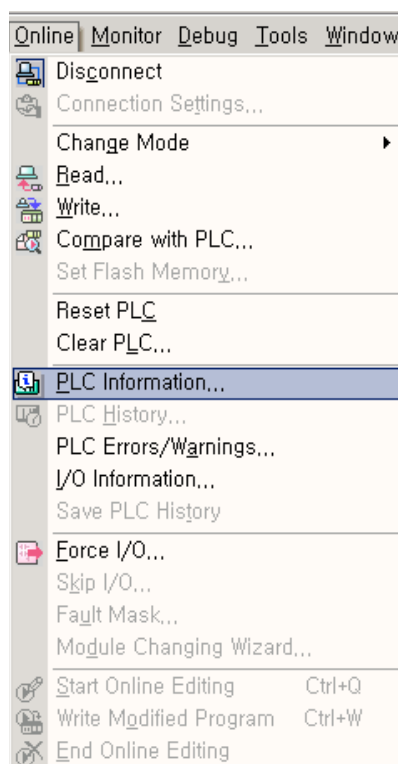 Online Monitor Debug Tools Window
Disconnect
Connection Settings...
Change Mode
Read...
Write...
Compare with PLC...
Set Flash Memory...
Reset PLC
Clear PLC...
PLC Information...
PLC History...
PLC Errors/Warnings...
I/O Information...
Save PLC History
Force I/O...
Skip I/O...
Fault Mask...
Module Changing Wizard...
Start Online Editing Ctrl+Q
Write Modified Program Ctrl+W
End Online Editing